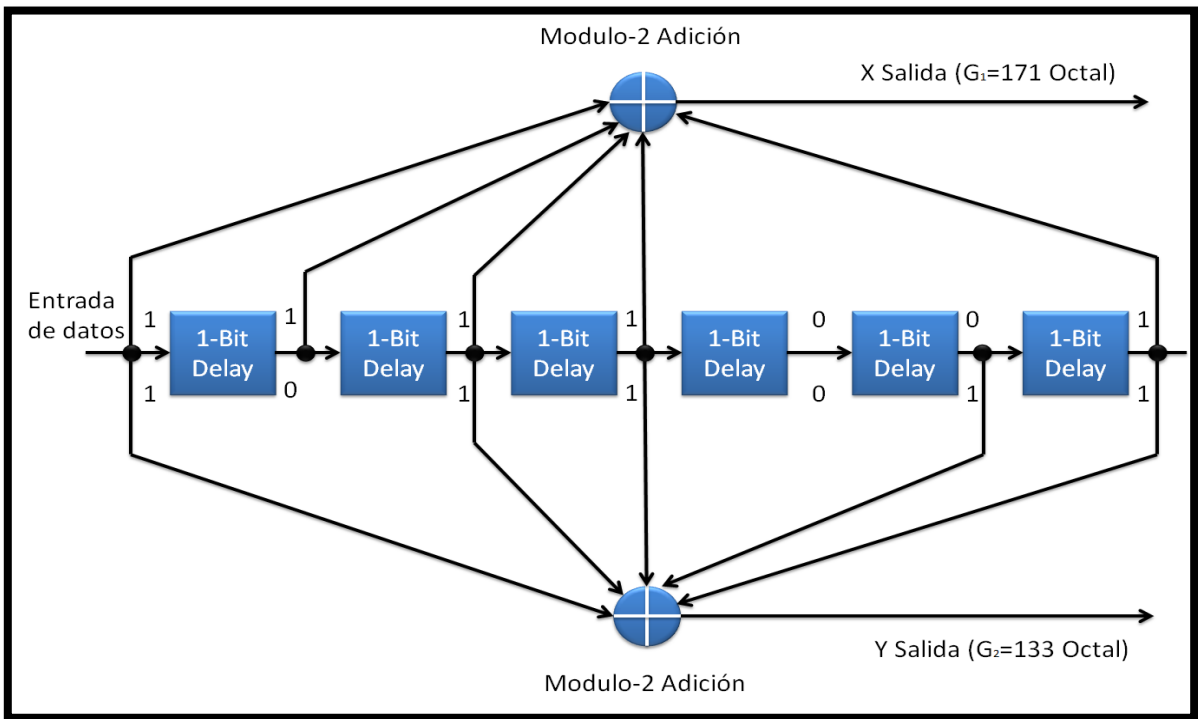 Modulo-2 Adición
X Salida (G₁=171 Octal)
Entrada
de datos
1 1 1 1 0 0 1
1-Bit
Delay
1-Bit
Delay
1-Bit
Delay
1-Bit
Delay
1-Bit
Delay
1-Bit
Delay
1 0 1 1 0 1 1
Y Salida (G₂=133 Octal)
Modulo-2 Adición